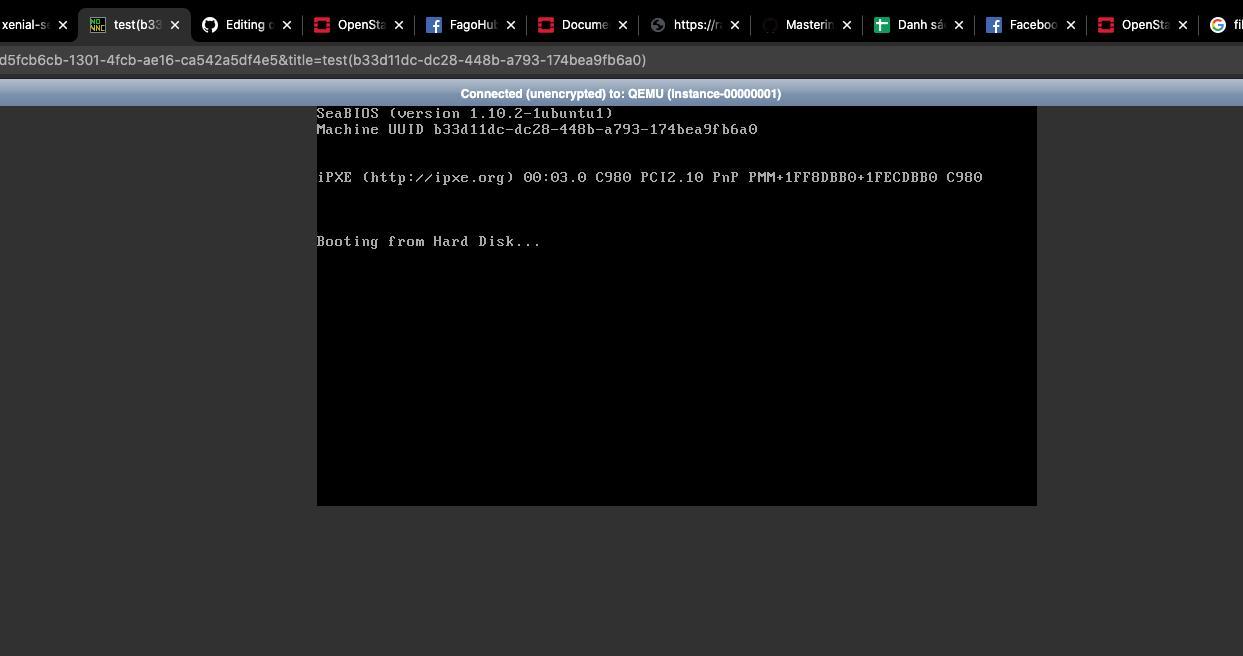 xenial-s
test(b33
Editing
OpenSta
FagoHub
Docume
https://ra
Masterin
Danh sá
Faceboo
OpenSta
d5fcb6cb-1301-4fcb-ae16-ca542a5df4e5&title=test(b33d11dc-dc28-448b-a793-174bea9fb6a0)
Connected (unencrypted) to: QEMU (instance-00000001)
SeaBIOS (version 1.10.2-1ubuntu1)
Machine UUID b33d11dc-dc28-448b-a793-174bea9fb6a0
iPXE (http://ipxe.org) 00:03.0 C980 PCI2.10 PnP PMM+1FF8DBB0+1FECDBB0 C980
Booting from Hard Disk...